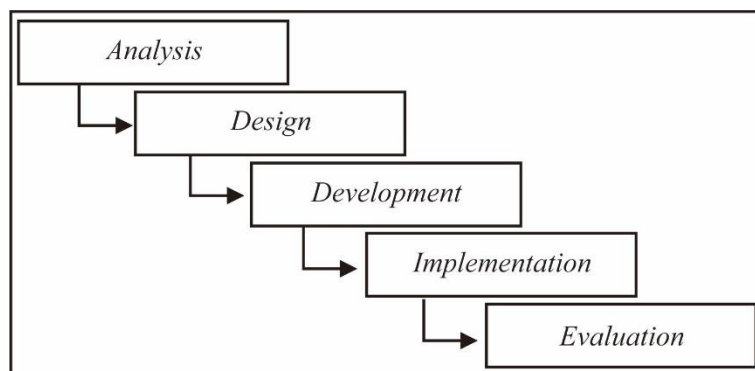 Analysis
Design
Development
Implementation
Evaluation